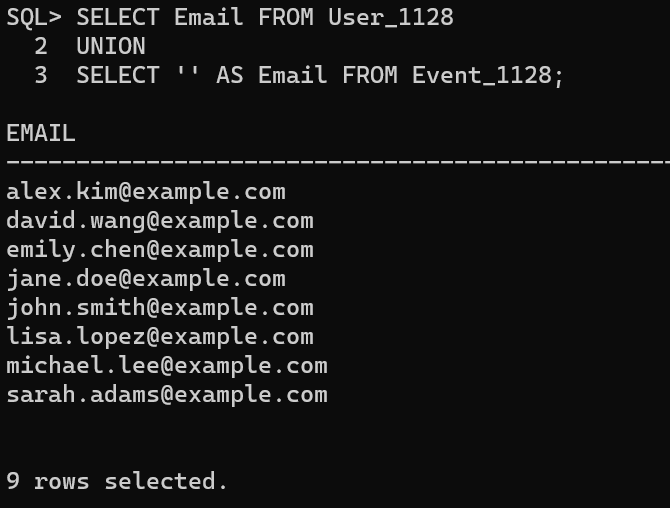 SQL> SELECT Email FROM User_1128
  2  UNION
  3  SELECT '' AS Email FROM Event_1128;
EMAIL
------------------------------------------------
alex.kim@example.com
david.wang@example.com
emily.chen@example.com
jane.doe@example.com
john.smith@example.com
lisa.lopez@example.com
michael.lee@example.com
sarah.adams@example.com
9 rows selected.